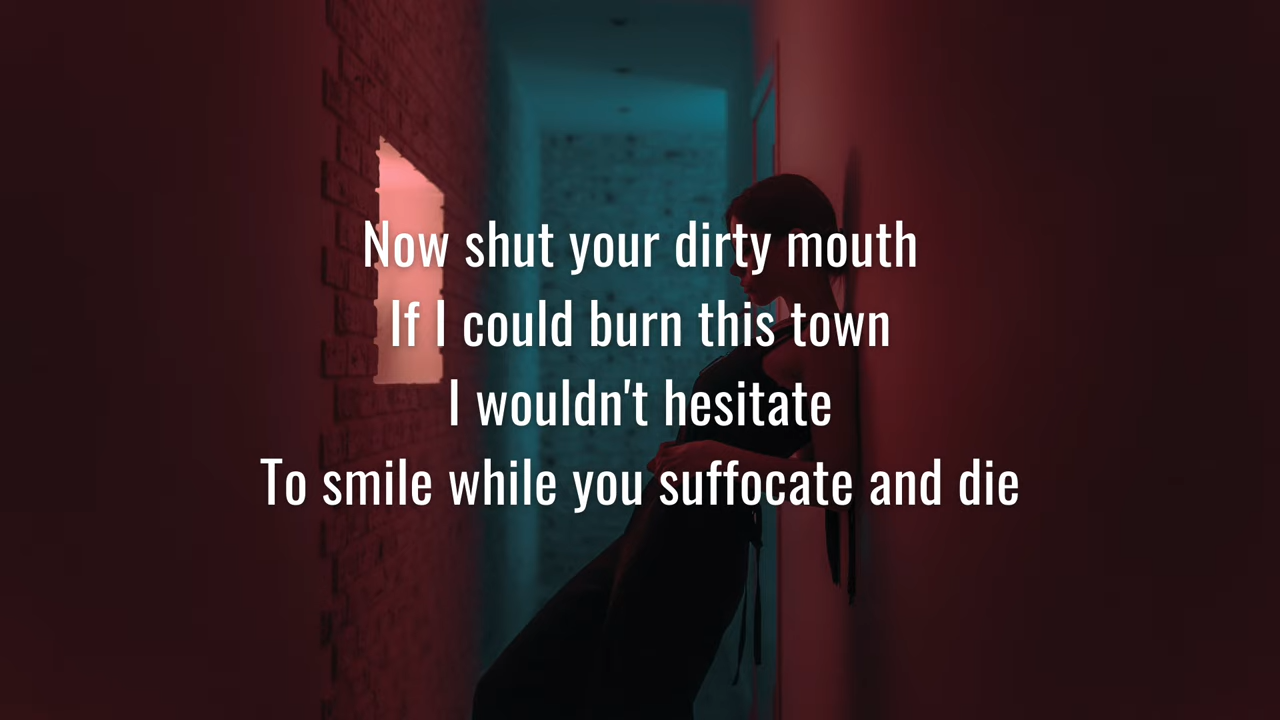 Now shut your dirty mouth
If I could burn this town
I wouldn't hesitate
To smile while you suffocate and die